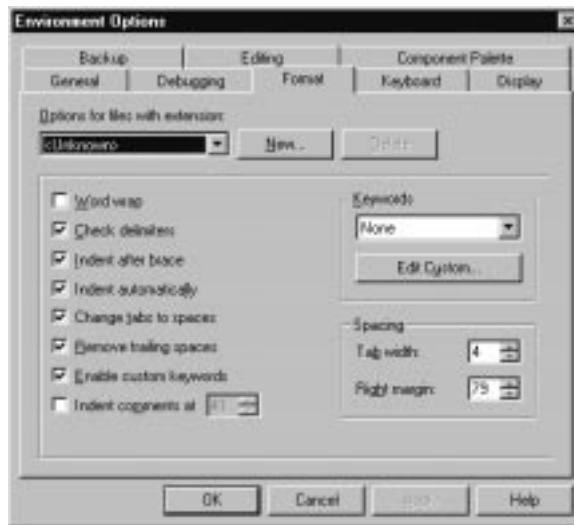 Environment Options
Backup Editing Component Palette
General Debugging Format Keyboard Display
Options for files with extension:
<Unknown> New... Delete
Word wrap
Check delimiters
Indent after brace
Indent automatically
Change tabs to spaces
Remove trailing spaces
Enable custom keywords
Indent comments at 41
Keywords
None
Edit Custom...
Spacing
Tab width: 4
Right margin: 79
OK Cancel Help